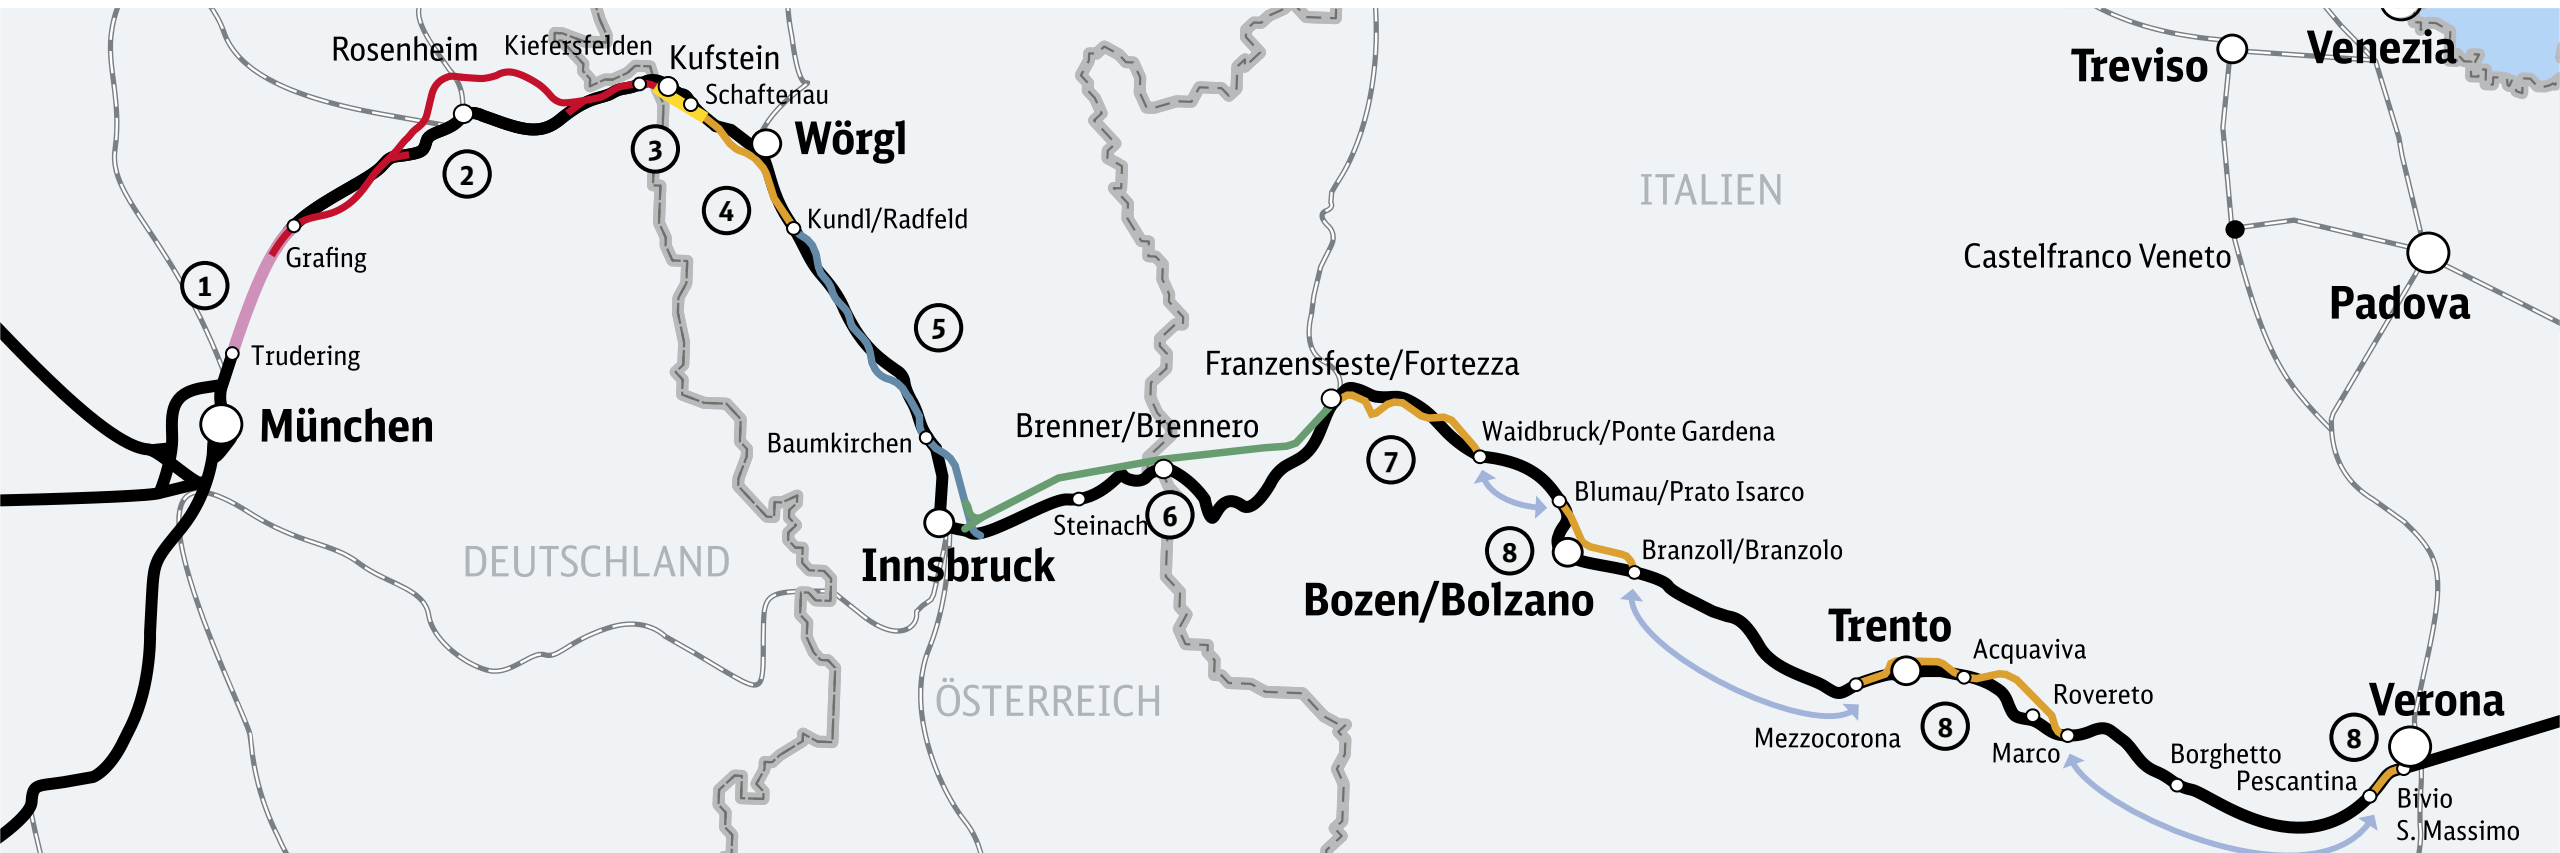 Rosenheim
Kiefersfelden
Kufstein
Schaftenau
Wörgl
Treviso
Venezia
2
3
4
ITALIEN
Kundl/Radfeld
Grafing
1
Castelfranco Veneto
Padova
5
Trudering
München
Franzensfeste/Fortezza
Brenner/Brennero
Baumkirchen
7
Waidbruck/Ponte Gardena
Blumau/Prato Isarco
Steinach
6
8
Branzoll/Branzolo
DEUTSCHLAND
Innsbruck
Bozen/Bolzano
Trento
Acquaviva
ÖSTERREICH
Rovereto
Verona
Mezzocorona
8
Marco
8
Borghetto
Pescantina
Bivio
S. Massimo